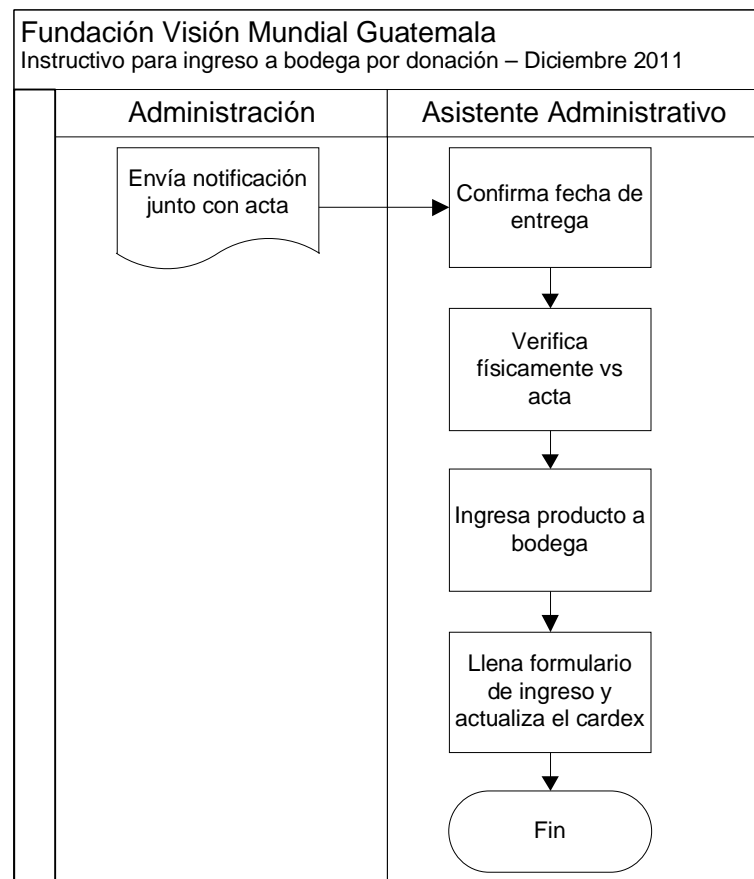 Fundación Visión Mundial Guatemala
Instructivo para ingreso a bodega por donación – Diciembre 2011
Administración
Asistente Administrativo
Envía notificación
junto con acta
Confirma fecha de
entrega
Verifica
físicamente vs
acta
Ingresa producto a
bodega
Llena formulario
de ingreso y
actualiza el cardex
Fin